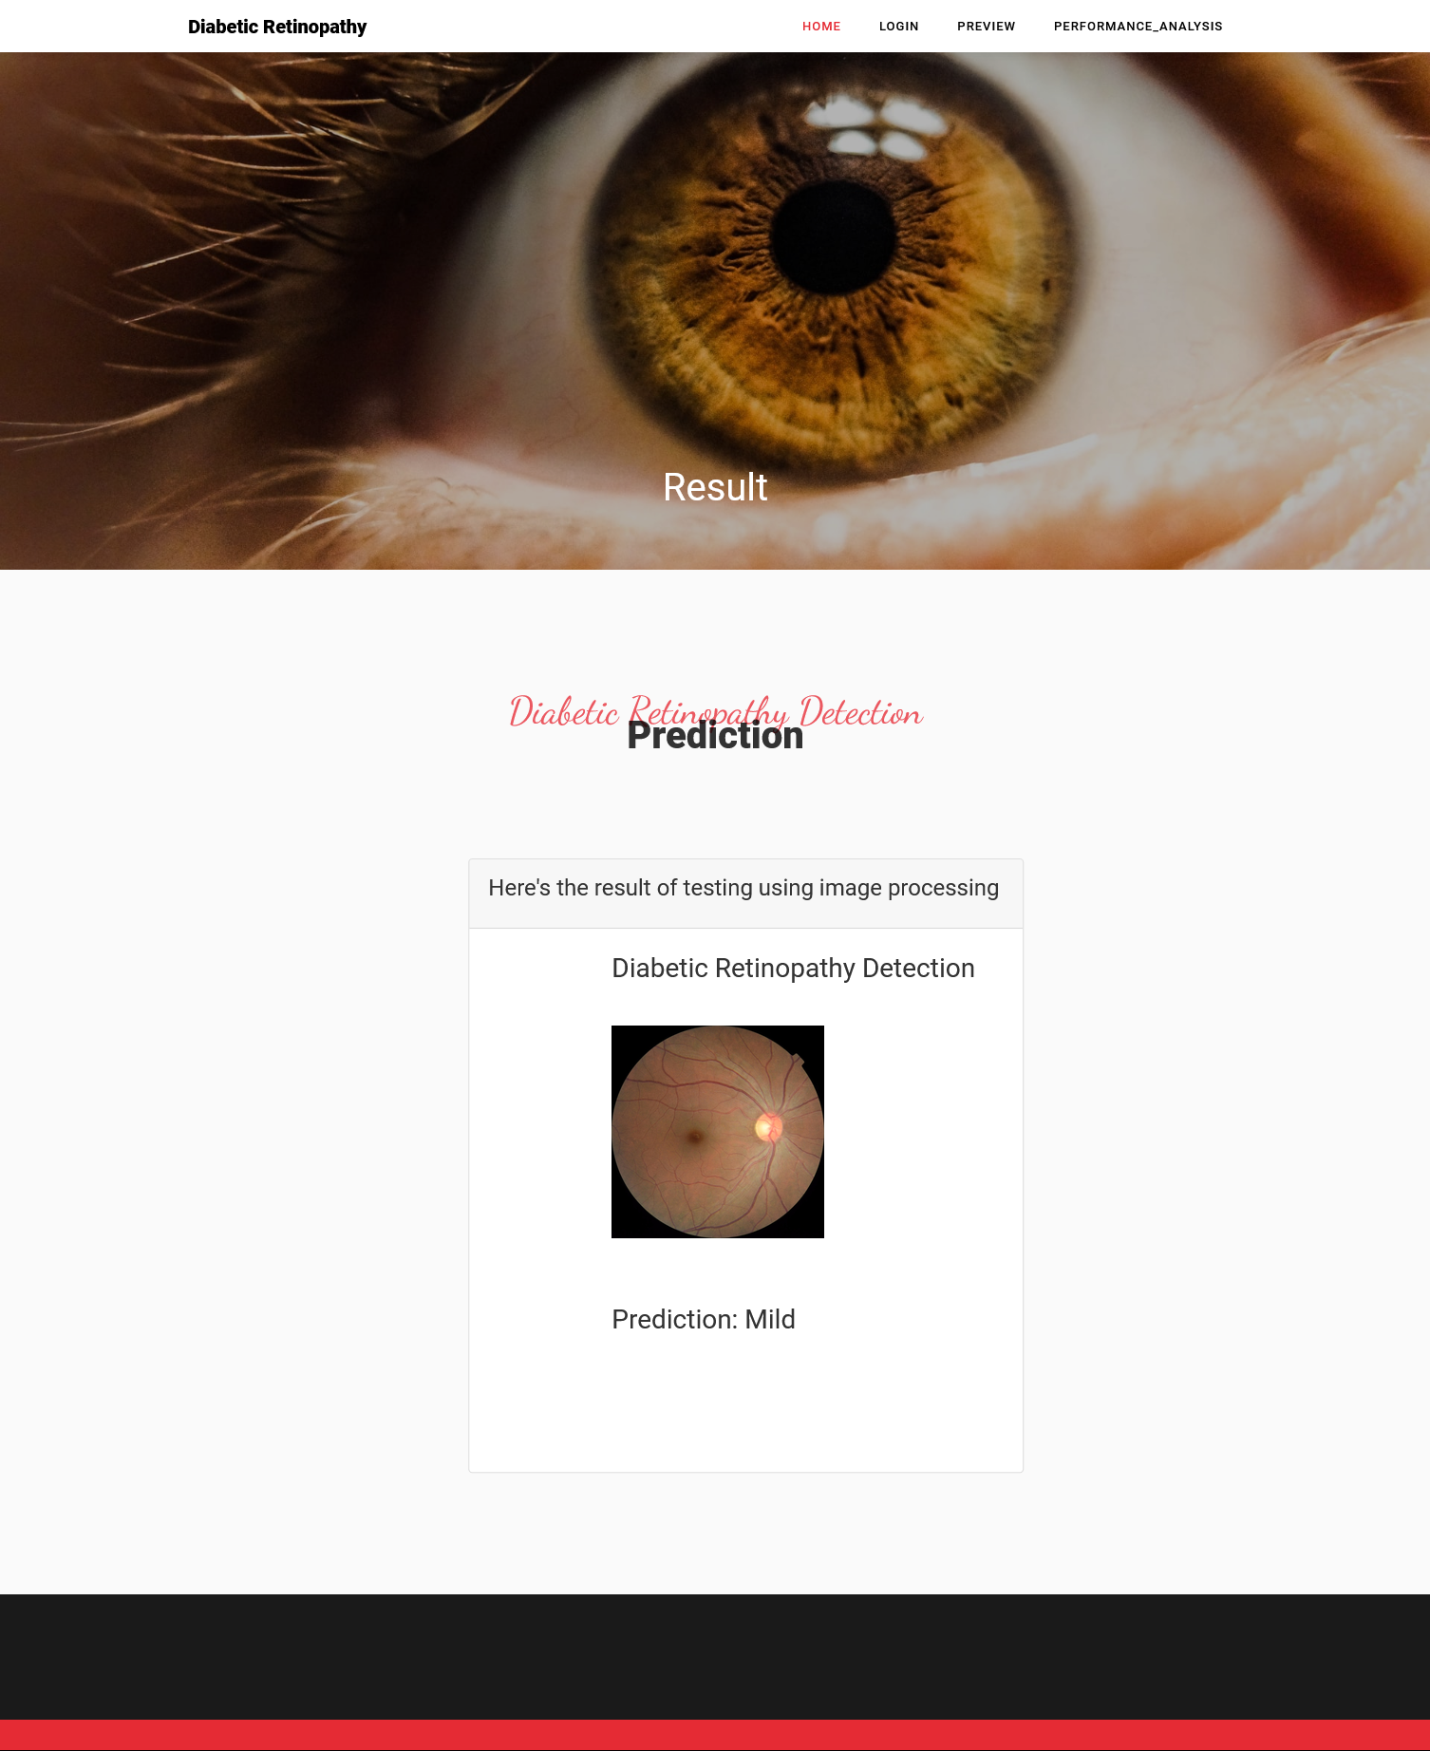 Diabetic Retinopathy
HOME LOGIN PREVIEW PERFORMANCE_ANALYSIS
Result
Diabetic Retinopathy Detection
Prediction
Here's the result of testing using image processing
Diabetic Retinopathy Detection
Prediction: Mild